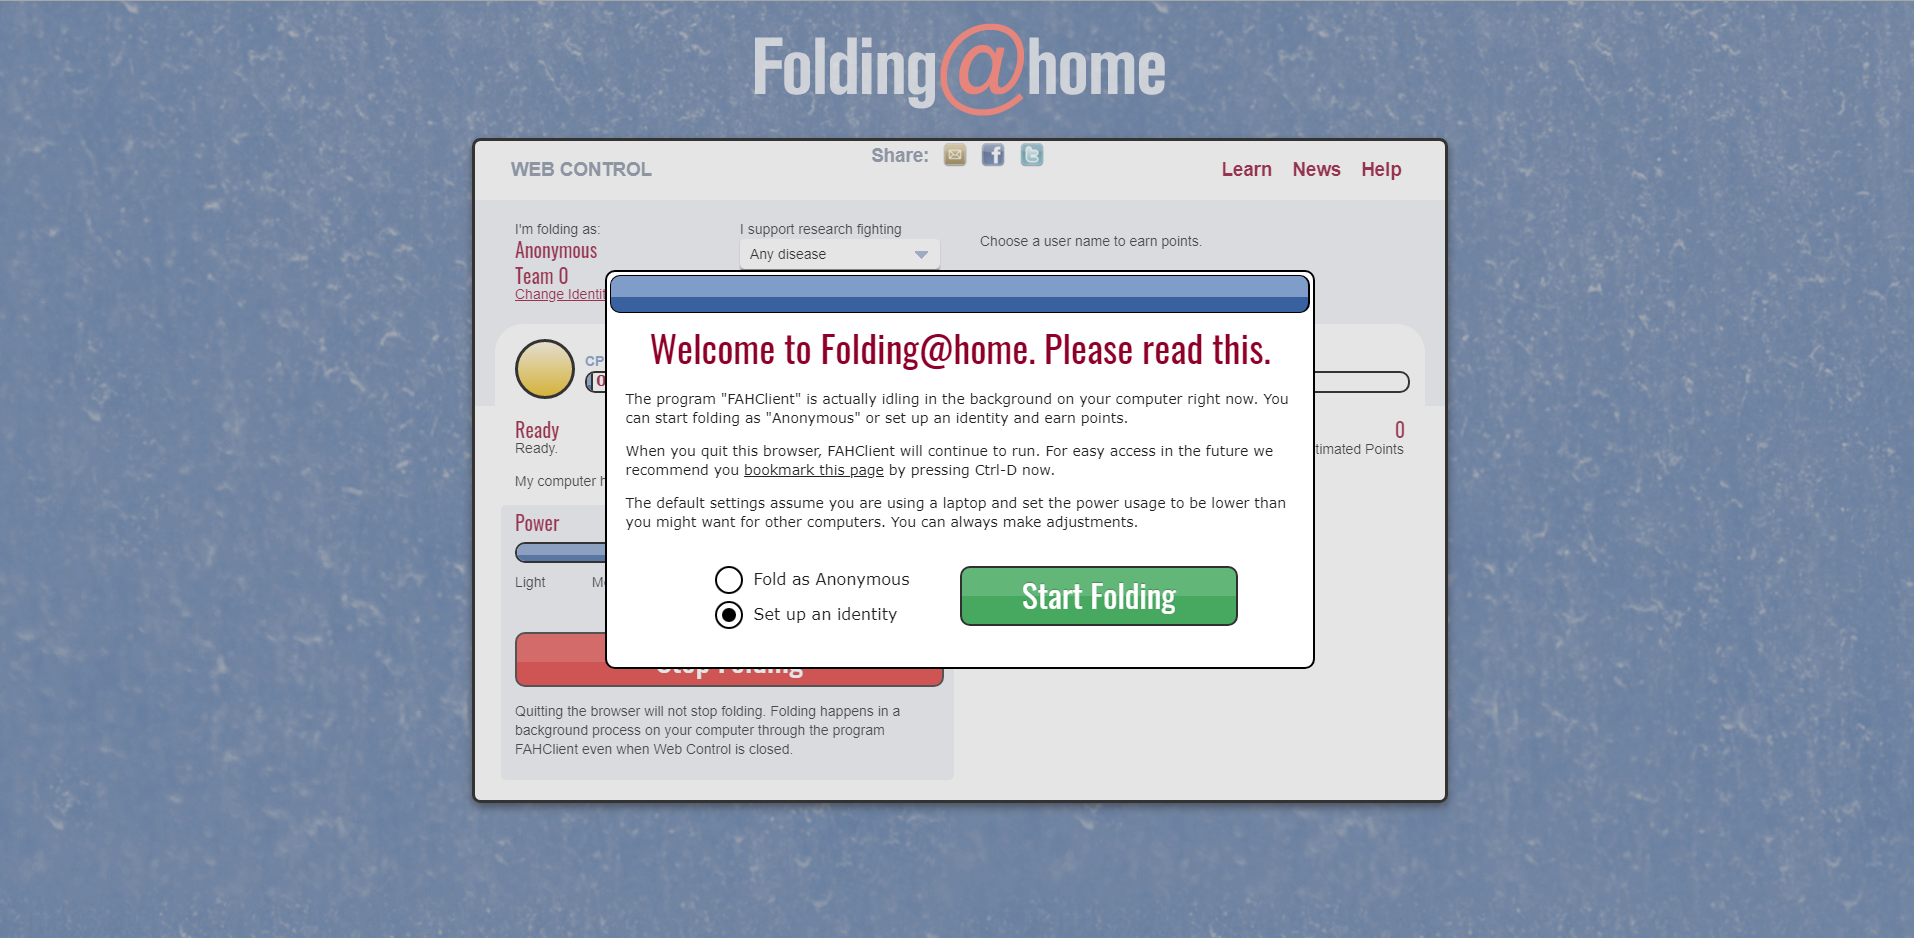 Folding@home
WEB CONTROL
Share:
Learn News Help
I'm folding as:
Anonymous
Team 0
I support research fighting
Any disease
Choose a user name to earn points.
Welcome to Folding@home. Please read this.
The program "FAHClient" is actually idling in the background on your computer right now. You
can start folding as "Anonymous" or set up an identity and earn points.
When you quit this browser, FAHClient will continue to run. For easy access in the future we
recommend you bookmark this page by pressing Ctrl-D now.
The default settings assume you are using a laptop and set the power usage to be lower than
you might want for other computers. You can always make adjustments.
Fold as Anonymous
Set up an identity
Start Folding
Change
Ready
Ready.
0
Points
My computer
Power
Light
Stop Folding
Quitting the browser will not stop folding. Folding happens in a
background process on your computer through the program
FAHClient even when Web Control is closed.